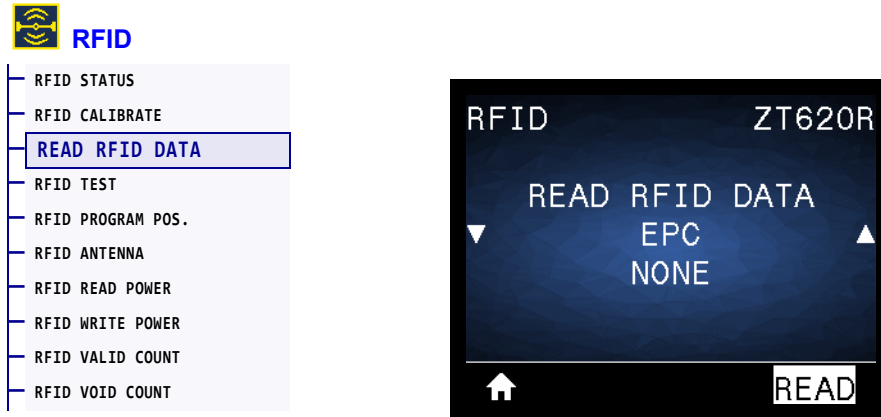 RFID
RFID STATUS
RFID CALIBRATE
READ RFID DATA
RFID TEST
RFID PROGRAM POS.
RFID ANTENNA
RFID READ POWER
RFID WRITE POWER
RFID VALID COUNT
RFID VOID COUNT
RFID ZT620R
READ RFID DATA
EPC
NONE
READ